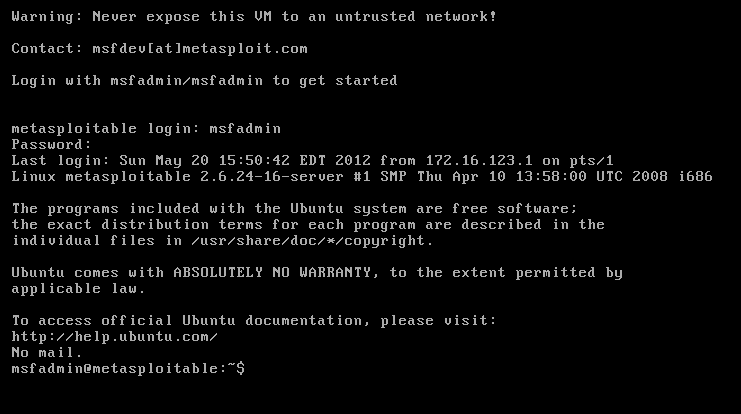 Warning: Never expose this VM to an untrusted network!
Contact: msfdev[at]metasploit.com
Login with msfadmin/msfadmin to get started
metasploitable login: msfadmin
Password:
Last login: Sun May 20 15:50:42 EDT 2012 from 172.16.123.1 on pts/1
Linux metasploitable 2.6.24-16-server #1 SMP Thu Apr 10 13:58:00 UTC 2008 i686
The programs included with the Ubuntu system are free software;
the exact distribution terms for each program are described in the
individual files in /usr/share/doc/*/copyright.
Ubuntu comes with ABSOLUTELY NO WARRANTY, to the extent permitted by
applicable law.
To access official Ubuntu documentation, please visit:
http://help.ubuntu.com/
No mail.
msfadmin@metasploitable:~$